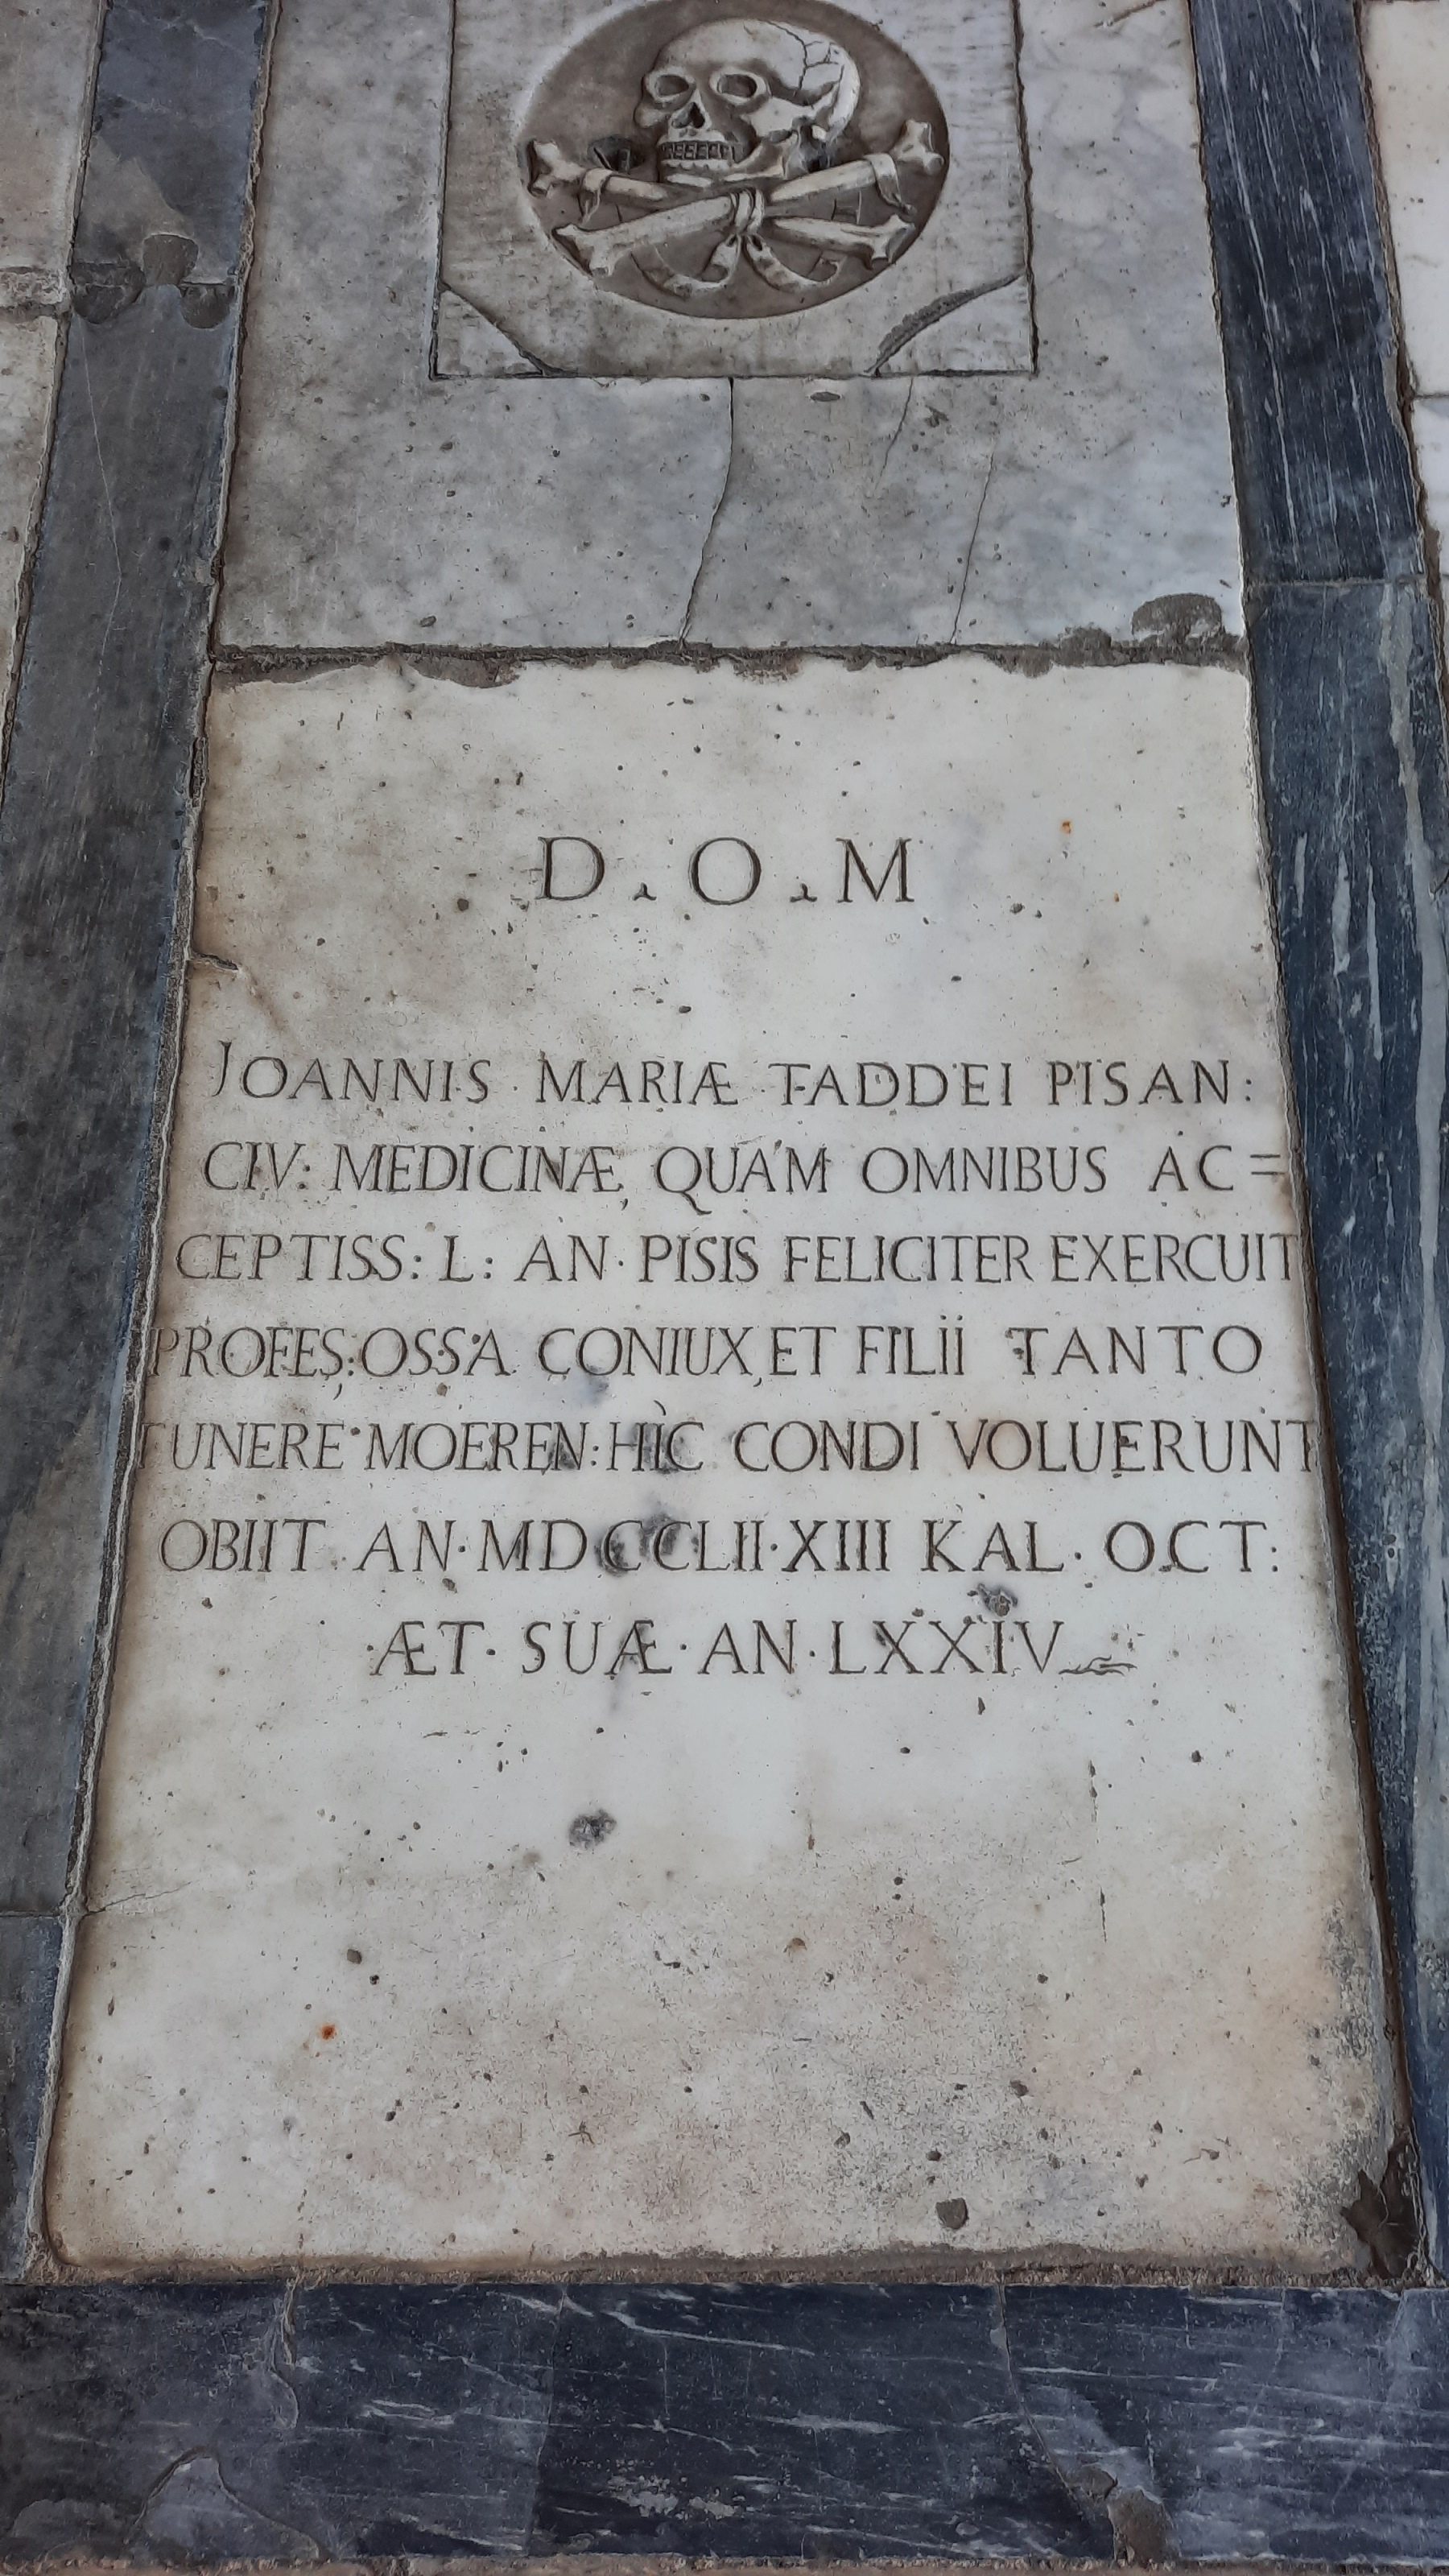 D . O . M
JOANNIS · MARIÆ TADDEI PISAN:
CIV: MEDICINÆ, QUAM OMNIBUS AC=
CEPTISS: L: AN · PISIS FELICITER EXERCUIT
PROFES; OSSA CONIUX, ET FILII TANTO
FUNERE MOEREN: HÌC CONDI VOLUERUNT
OBIIT AN · MDCCLII · XIII KAL · OCT:
ÆT · SUÆ · AN · LXXIV